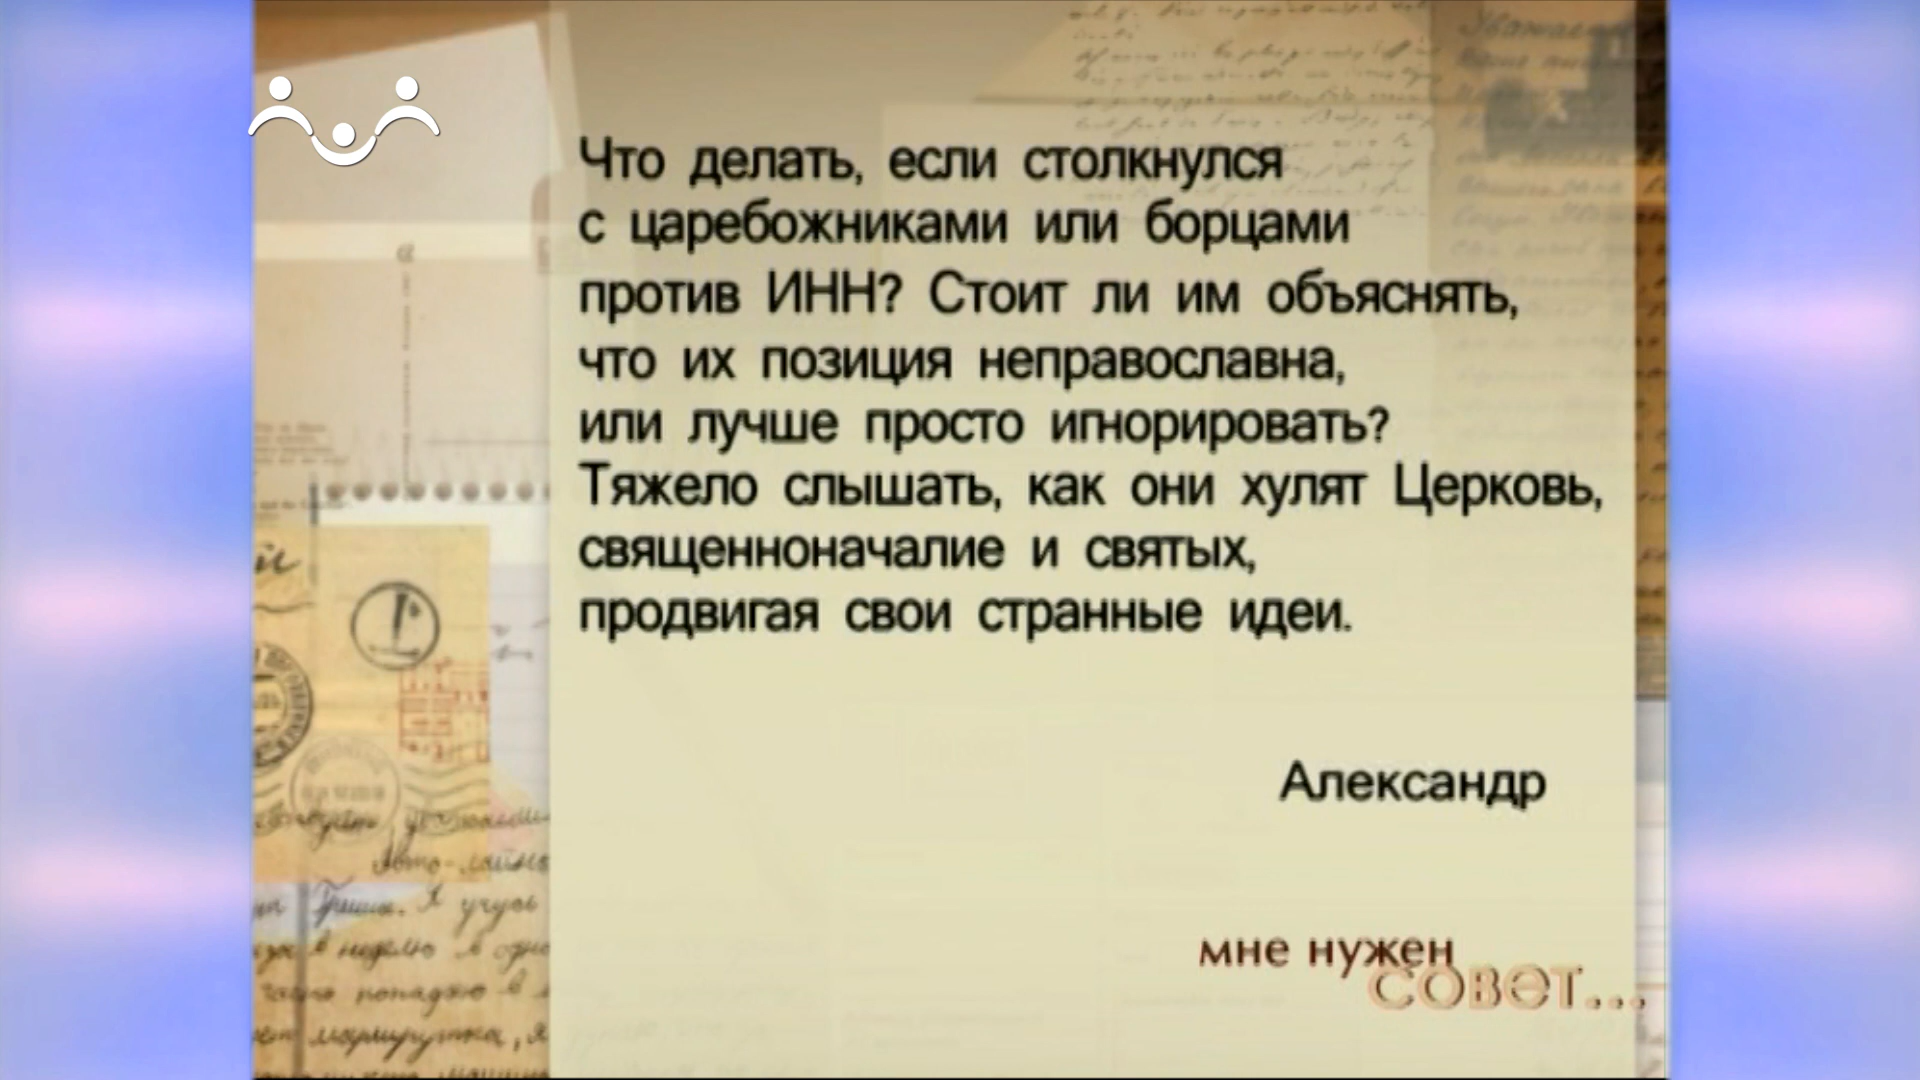 Что делать, если столкнулся
с царебожниками или борцами
против ИНН? Стоит ли им объяснять,
что их позиция неправославна,
или лучше просто игнорировать?
Тяжело слышать, как они хулят Церковь,
священноначалие и святых,
продвигая свои странные идеи.
Александр
мне нужен
совет...